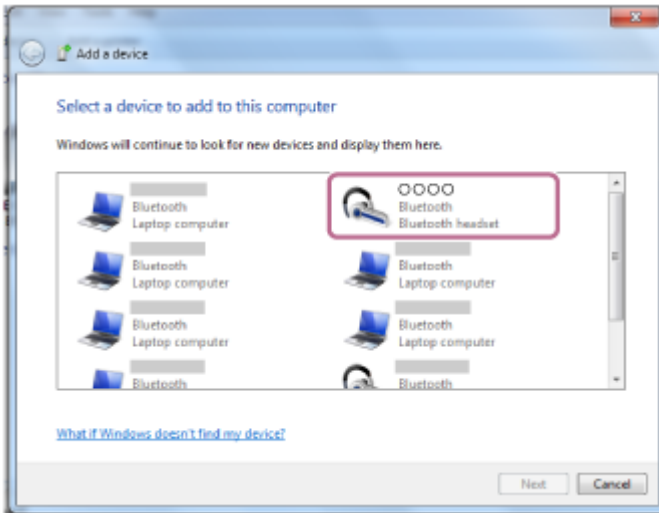 Add a device
Select a device to add to this computer
Windows will continue to look for new devices and display them here.
Bluetooth
Laptop computer
OOOO
Bluetooth
Bluetooth headset
Bluetooth
Laptop computer
Bluetooth
Laptop computer
Bluetooth
Laptop computer
Bluetooth
Laptop computer
Bluetooth
Bluetooth
What if Windows doesn't find my device?
Next
Cancel